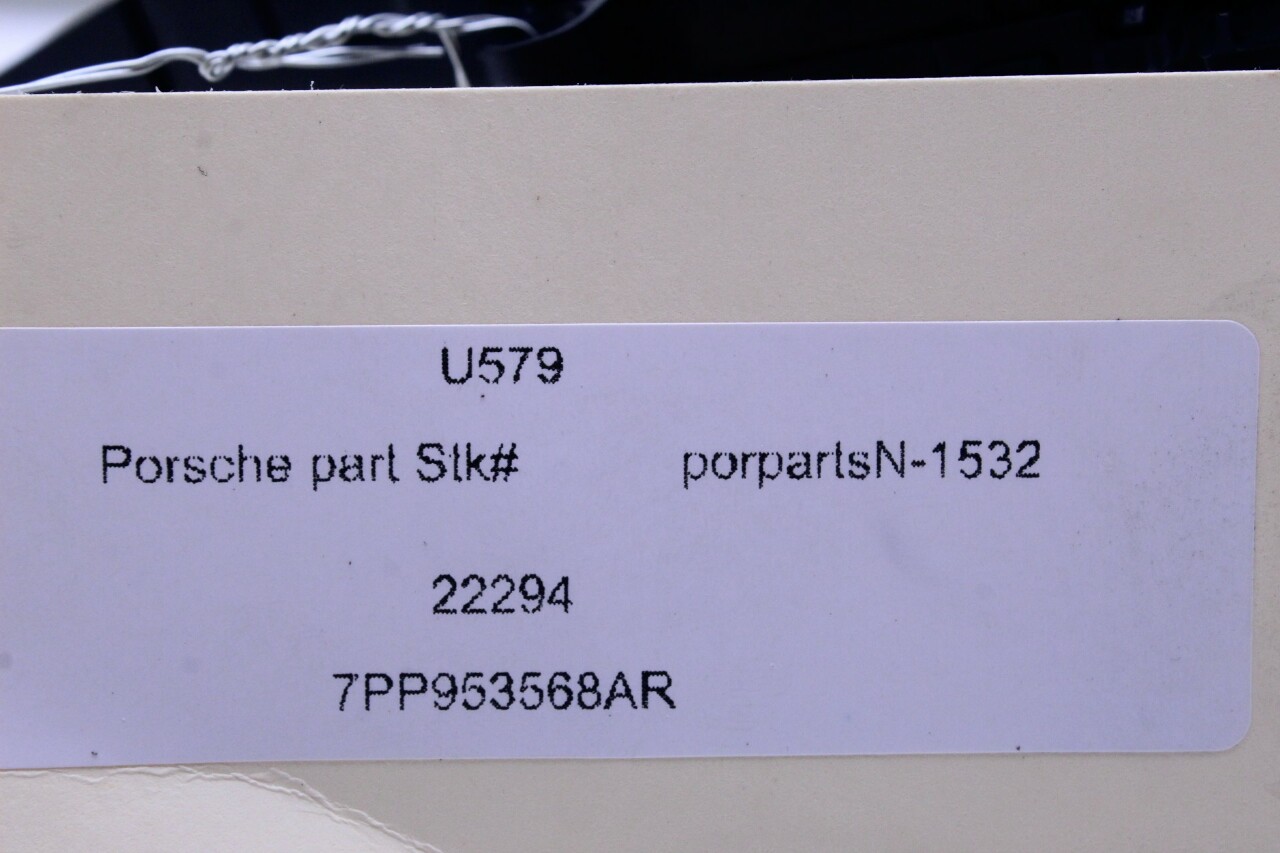 U579
Porsche part Stk# porpartsN-1532
22294
7PP953568AR